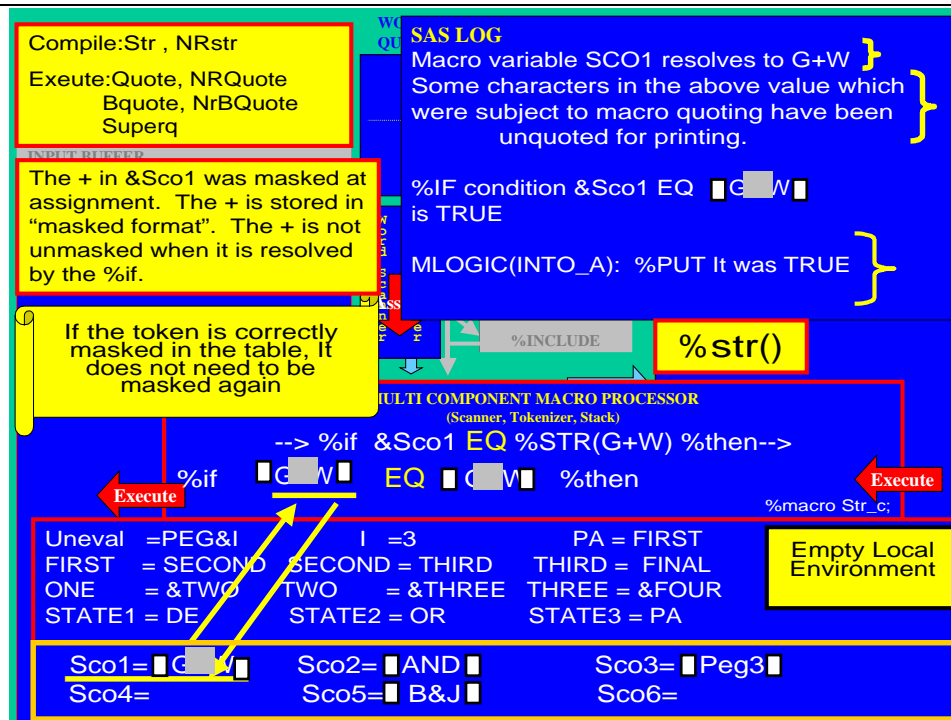 Compile:Str , NRstr
Exeute:Quote, NRQuote
Bquote, NrBQuote
Superq
WO
QU
SAS LOG
Macro variable SCO1 resolves to G+W
Some characters in the above value which
were subject to macro quoting have been
unquoted for printing.
%IF condition &Sco1 EQ G W
is TRUE
MLOGIC(INTO_A): %PUT It was TRUE
INPUT BUFFER
The + in &Sco1 was masked at
assignment. The + is stored in
“masked format”. The + is not
unmasked when it is resolved
by the %if.
If the token is correctly
masked in the table, It
does not need to be
masked again
%INCLUDE
%str()
MULTI COMPONENT MACRO PROCESSOR
(Scanner, Tokenizer, Stack)
--> %if &Sco1 EQ %STR(G+W) %then-->
%if G W EQ G W %then
Execute
Execute
%macro Str_c;
Uneval =PEG&I I =3 PA = FIRST
FIRST = SECOND SECOND = THIRD THIRD = FINAL
ONE = &TWO TWO = &THREE THREE = &FOUR
STATE1 = DE STATE2 = OR STATE3 = PA
Empty Local
Environment
Sco1= G W Sco2= AND Sco3= Peg3
Sco4= Sco5= B&J Sco6=